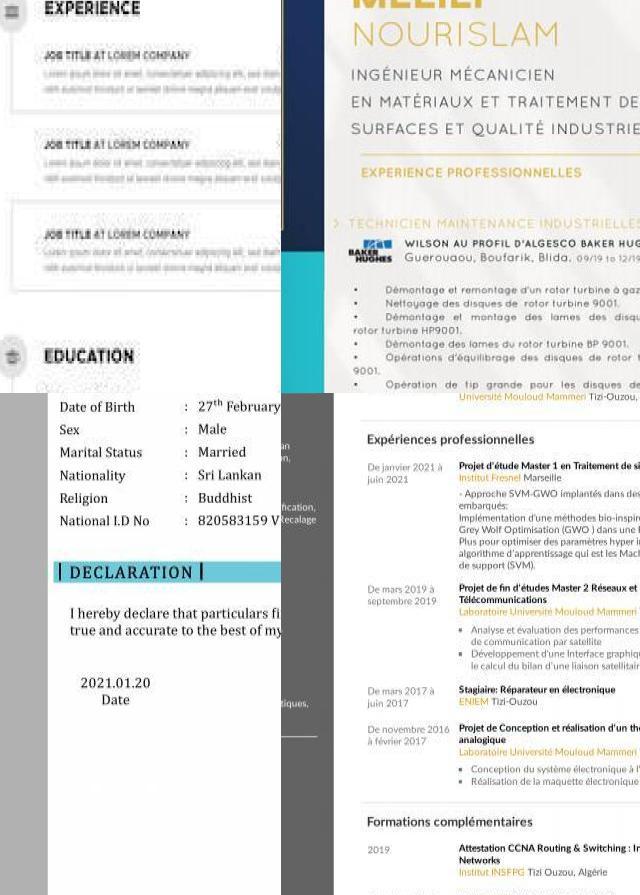 EXPERIENCE
JOB TITLE AT LOREM COMPANY
JOB TITLE AT LOREM COMPANY
JOB TITLE AT LOREM COMPANY
EDUCATION
NOURISLAM
INGÉNIEUR MÉCANICIEN
EN MATÉRIAUX ET TRAITEMENT DE
SURFACES ET QUALITÉ INDUSTRIE
EXPERIENCE PROFESSIONNELLES
> TECHNICIEN MAINTENANCE INDUSTRIELLES
BAKER HUGHES
WILSON AU PROFIL D'ALGESCO BAKER HUG
Guerouaou, Boufarik, Blida. 09/19 to 12/19
• Démontage et remontage d'un rotor turbine à gaz
• Nettoyage des disques de rotor turbine 9001.
• Démontage et montage des lames des disqu
rotor turbine HP9001.
• Démontage des lames du rotor turbine BP 9001.
• Opérations d'équilibrage des disques de rotor t
9001.
• Opération de tip grande pour les disques de
Date of Birth : 27th February
Sex : Male
Marital Status : Married
Nationality : Sri Lankan
Religion : Buddhist
National I.D No : 820583159 V
DECLARATION
I hereby declare that particulars fi
true and accurate to the best of my
2021.01.20
Date
an
on,
fication,
Recalage
tiques,
Université Mouloud Mammeri Tizi-Ouzou,
Expériences professionnelles
De janvier 2021 à
juin 2021
Projet d'étude Master 1 en Traitement de si
Institut Fresnel Marseille
- Approche SVM-GWO implantés dans des
embarqués:
Implémentation d'une méthodes bio-inspir
Grey Wolf Optimisation (GWO ) dans une
Plus pour optimiser des paramètres hyper i
algorithme d'apprentissage qui est les Mac
de support (SVM).
De mars 2019 à
septembre 2019
Projet de fin d'études Master 2 Réseaux et
Télécommunications
Laboratoire Université Mouloud Mammeri
Analyse et évaluation des performances
de communication par satellite
Développement d'une Interface graphiqu
le calcul du bilan d'une liaison satellitair
De mars 2017 à
juin 2017
Stagiaire: Réparateur en électronique
ENIEM Tizi-Ouzou
De novembre 2016
à février 2017
Projet de Conception et réalisation d'un the
analogique
Laboratoire Université Mouloud Mammeri
Conception du système électronique à l'
Réalisation de la maquette électronique
Formations complémentaires
2019
Attestation CCNA Routing & Switching : In
Networks
Institut INSFPG Tizi Ouzou, Algérie